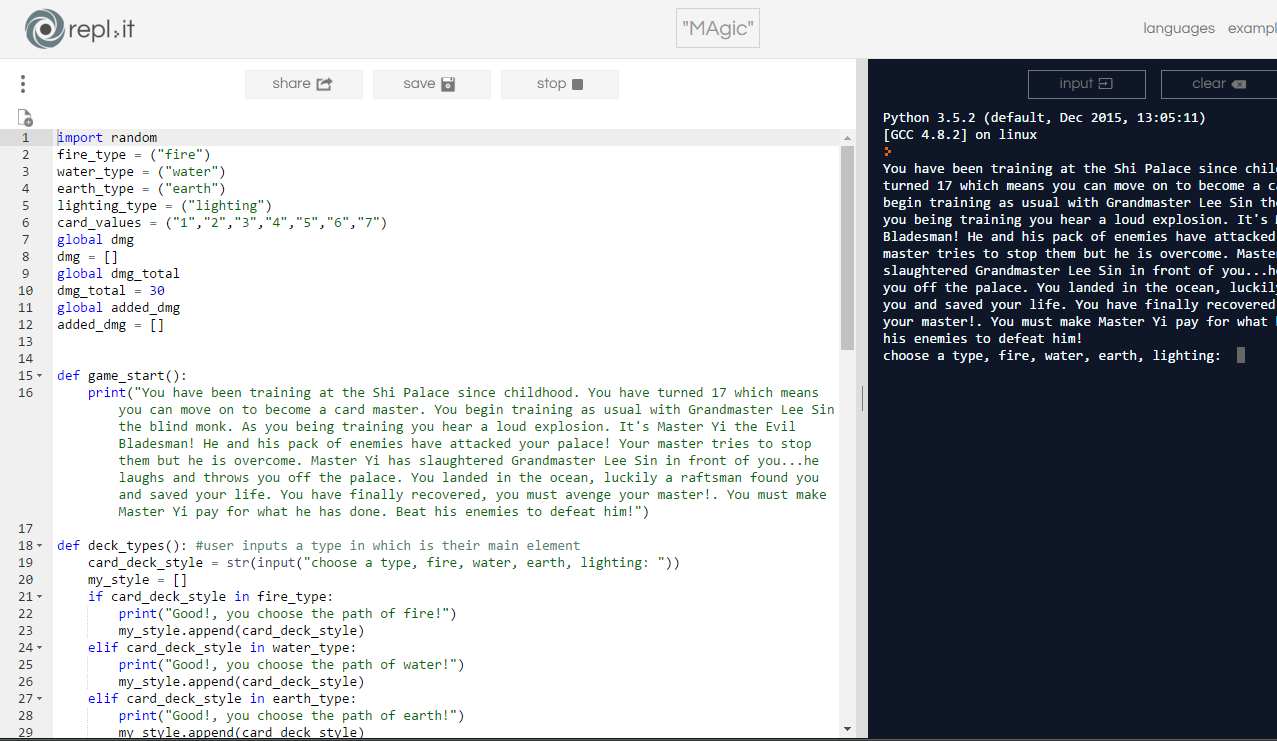 repl.it
"MAgic"
languages exampl
share
save
stop
input
clear
1 import random
2 fire_type = ("fire")
3 water_type = ("water")
4 earth_type = ("earth")
5 lighting_type = ("lighting")
6 card_values = ("1","2","3","4","5","6","7")
7 global dmg
8 dmg = []
9 global dmg_total
10 dmg_total = 30
11 global added_dmg
12 added_dmg = []
13
14
15 def game_start():
16 print("You have been training at the Shi Palace since childhood. You have turned 17 which means
you can move on to become a card master. You begin training as usual with Grandmaster Lee Sin
the blind monk. As you being training you hear a loud explosion. It's Master Yi the Evil
Bladesman! He and his pack of enemies have attacked your palace! Your master tries to stop
them but he is overcome. Master Yi has slaughtered Grandmaster Lee Sin in front of you...he
laughs and throws you off the palace. You landed in the ocean, luckily a raftsman found you
and saved your life. You have finally recovered, you must avenge your master!. You must make
Master Yi pay for what he has done. Beat his enemies to defeat him!")
17
18 def deck_types(): #user inputs a type in which is their main element
19 card_deck_style = str(input("choose a type, fire, water, earth, lighting: "))
20 my_style = []
21 if card_deck_style in fire_type:
22 print("Good!, you choose the path of fire!")
23 my_style.append(card_deck_style)
24 elif card_deck_style in water_type:
25 print("Good!, you choose the path of water!")
26 my_style.append(card_deck_style)
27 elif card_deck_style in earth_type:
28 print("Good!, you choose the path of earth!")
29 my_style.append(card_deck_style)
Python 3.5.2 (default, Dec 2015, 13:05:11)
[GCC 4.8.2] on linux
You have been training at the Shi Palace since chil
turned 17 which means you can move on to become a c
begin training as usual with Grandmaster Lee Sin th
you being training you hear a loud explosion. It's
Bladesman! He and his pack of enemies have attacked
master tries to stop them but he is overcome. Maste
slaughtered Grandmaster Lee Sin in front of you...h
you off the palace. You landed in the ocean, luckily
you and saved your life. You have finally recovered
your master!. You must make Master Yi pay for what
his enemies to defeat him!
choose a type, fire, water, earth, lighting: